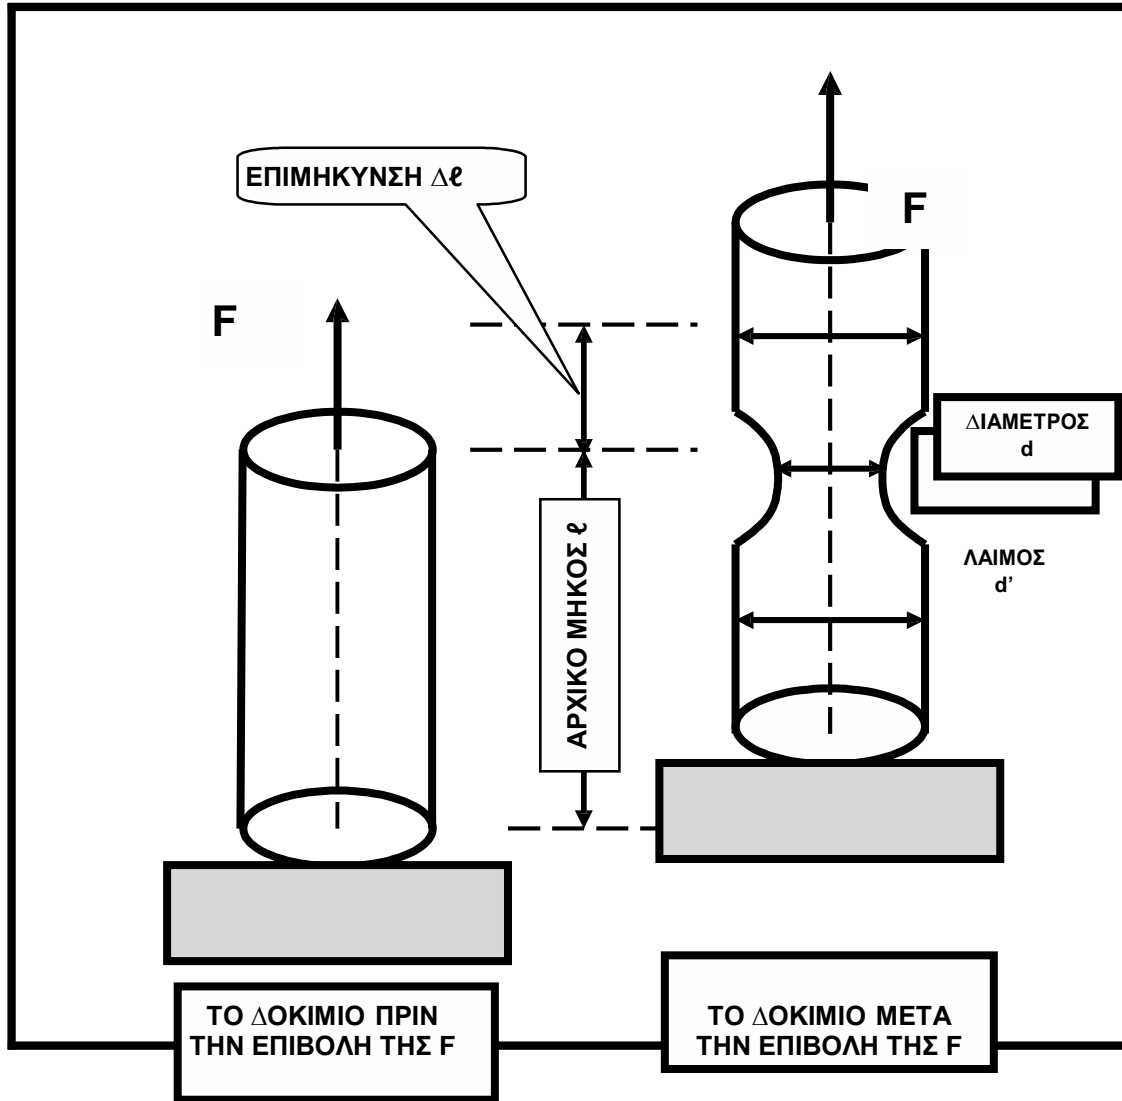 ΕΠΙΜΗΚΥΝΣΗ Δℓ
F
F
ΑΡΧΙΚΟ ΜΗΚΟΣ ℓ
ΔΙΑΜΕΤΡΟΣ
d
ΛΑΙΜΟΣ
d’
ΤΟ ΔΟΚΙΜΙΟ ΠΡΙΝ
ΤΗΝ ΕΠΙΒΟΛΗ ΤΗΣ F
ΤΟ ΔΟΚΙΜΙΟ ΜΕΤΑ
ΤΗΝ ΕΠΙΒΟΛΗ ΤΗΣ F